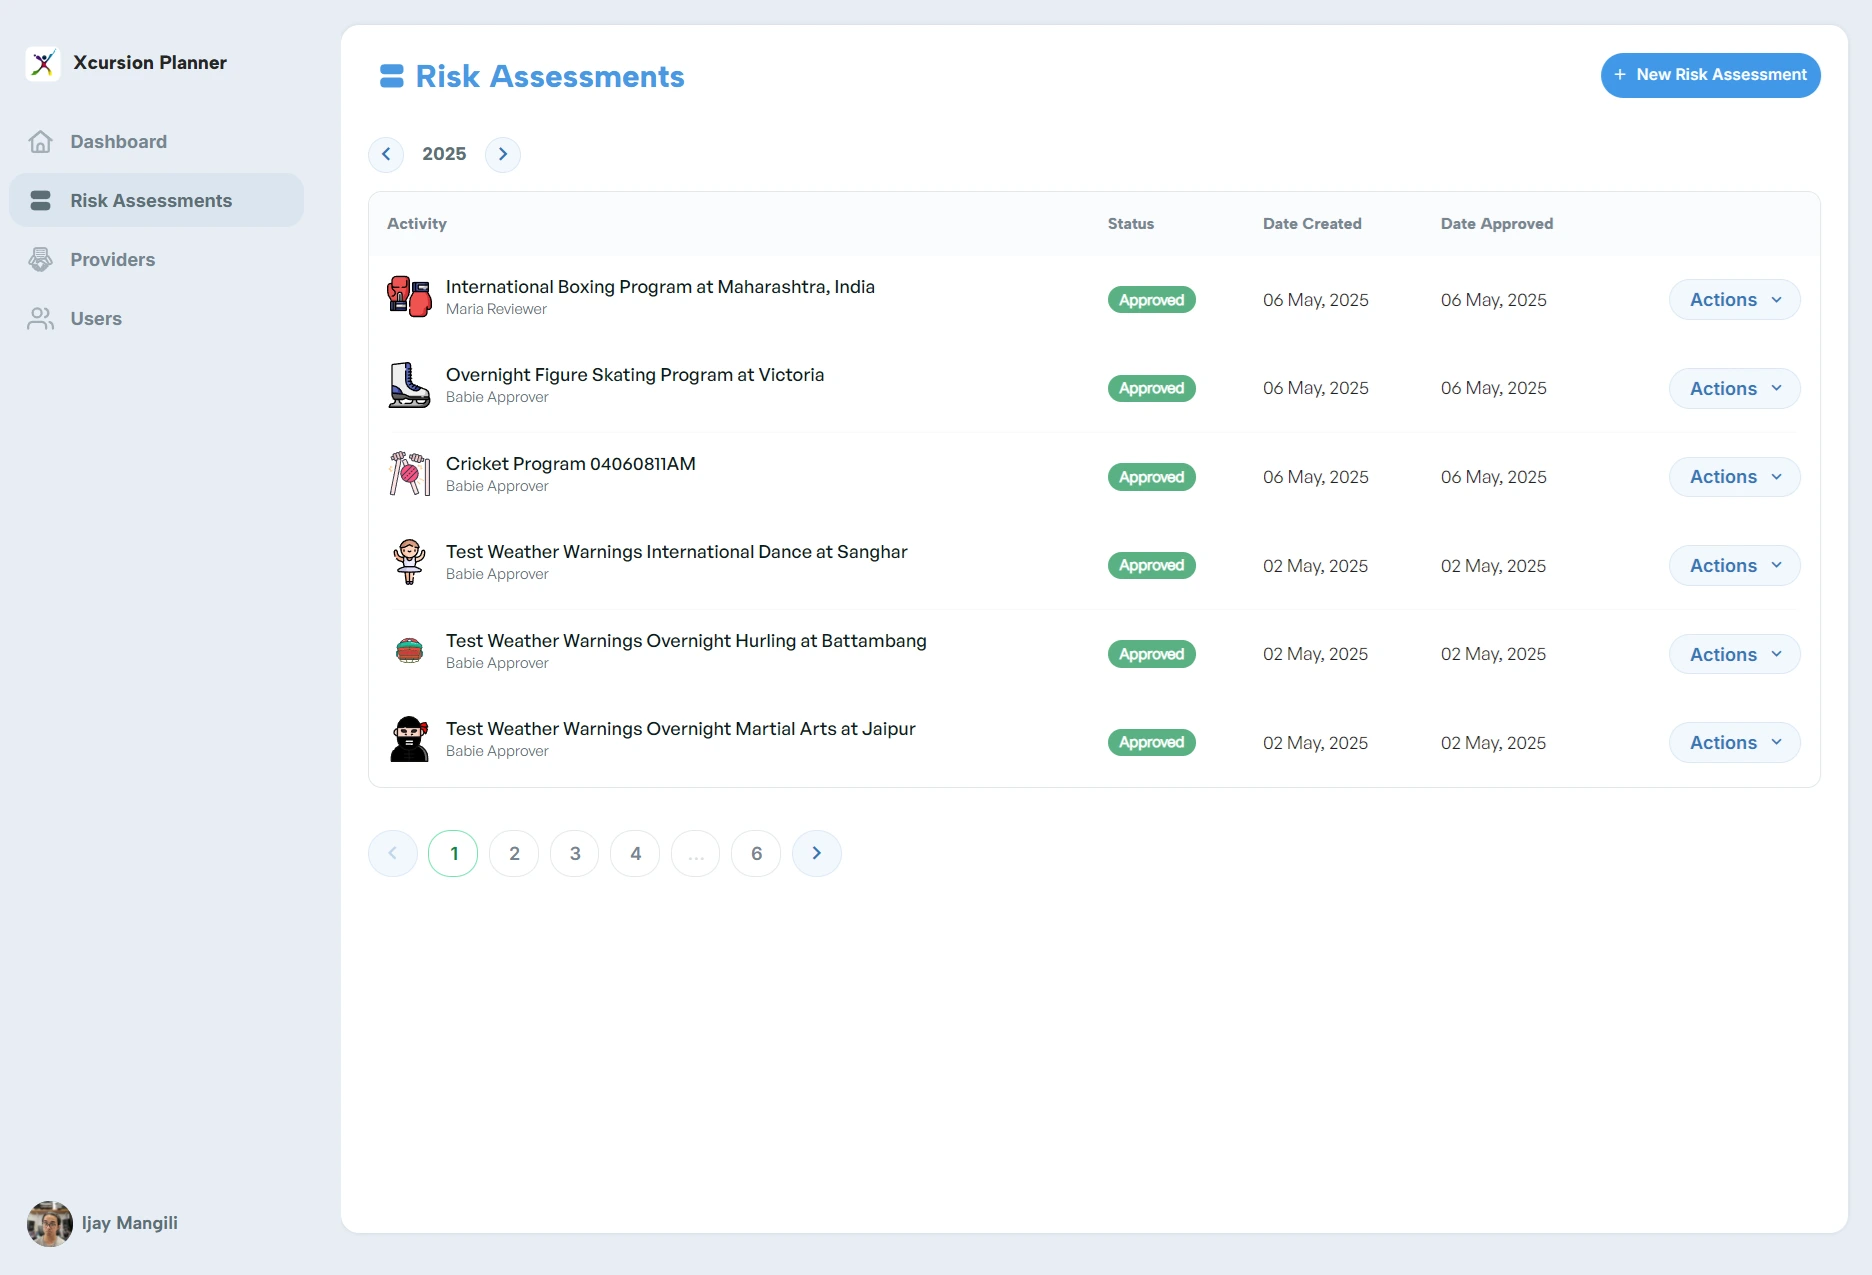 Xcursion Planner
Dashboard
Risk Assessments
Providers
Users
Ijay Mangili
Risk Assessments
+ New Risk Assessment
2025
Activity Status Date Created Date Approved
International Boxing Program at Maharashtra, India
Maria Reviewer
Approved 06 May, 2025 06 May, 2025 Actions
Overnight Figure Skating Program at Victoria
Babie Approver
Approved 06 May, 2025 06 May, 2025 Actions
Cricket Program 04060811AM
Babie Approver
Approved 06 May, 2025 06 May, 2025 Actions
Test Weather Warnings International Dance at Sanghar
Babie Approver
Approved 02 May, 2025 02 May, 2025 Actions
Test Weather Warnings Overnight Hurling at Battambang
Babie Approver
Approved 02 May, 2025 02 May, 2025 Actions
Test Weather Warnings Overnight Martial Arts at Jaipur
Babie Approver
Approved 02 May, 2025 02 May, 2025 Actions
1 2 3 4 ... 6